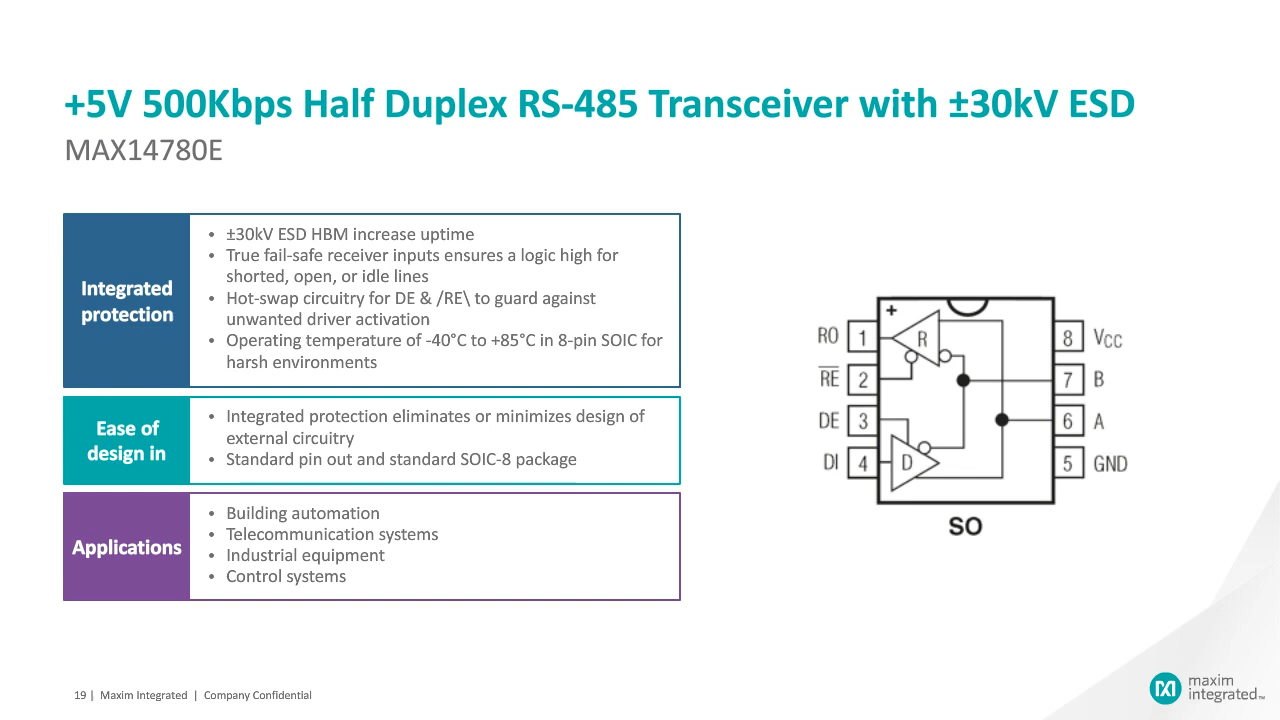 +5V 500Kbps Half Duplex RS-485 Transceiver with ±30kV ESD
MAX14780E
Integrated
protection
• ±30kV ESD HBM increase uptime
• True fail-safe receiver inputs ensures a logic high for
shorted, open, or idle lines
• Hot-swap circuitry for DE & /RE\ to guard against
unwanted driver activation
• Operating temperature of -40°C to +85°C in 8-pin SOIC for
harsh environments
Ease of
design in
• Integrated protection eliminates or minimizes design of
external circuitry
• Standard pin out and standard SOIC-8 package
Applications
• Building automation
• Telecommunication systems
• Industrial equipment
• Control systems
+
RO 1 R 8 VCC
R̅E̅ 2 7 B
DE 3 6 A
DI 4 D 5 GND
SO
19 | Maxim Integrated | Company Confidential
maxim
integrated™